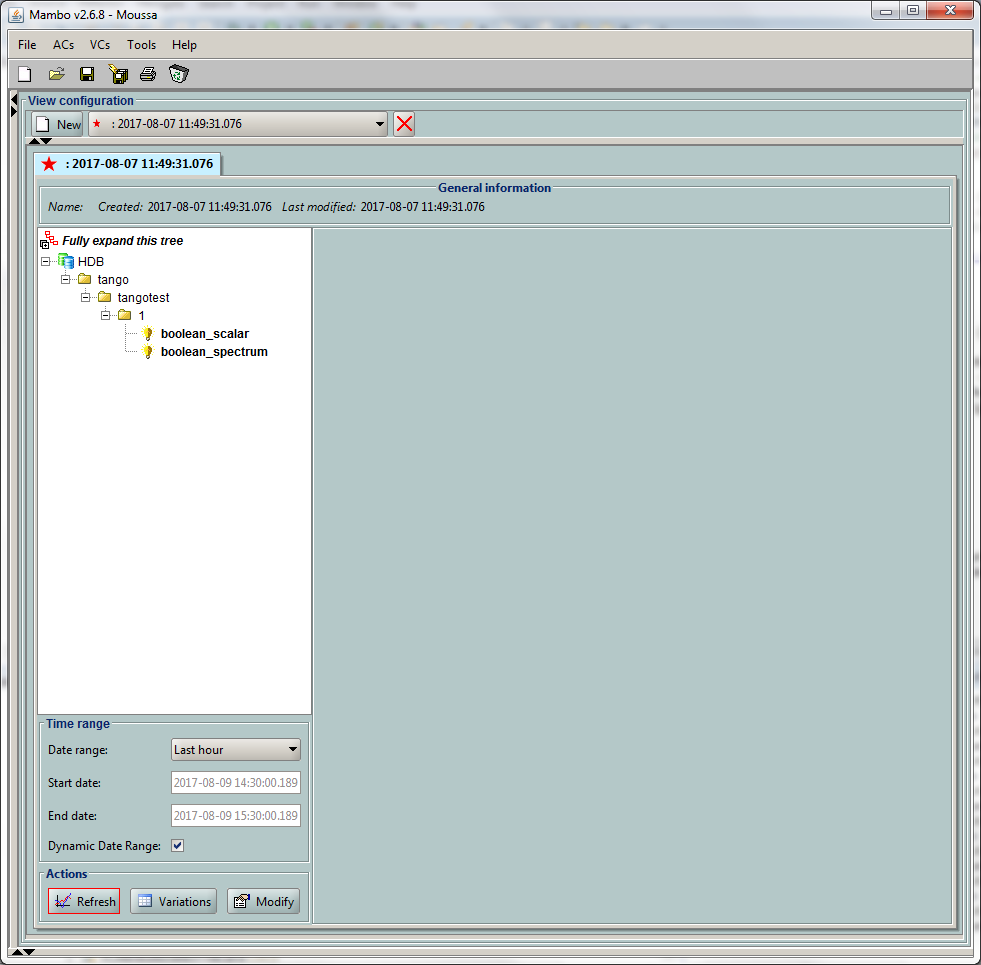 Mambo v2.6.8 - Moussa
File ACs VCs Tools Help
View configuration
New
: 2017-08-07 11:49:31.076
: 2017-08-07 11:49:31.076
General information
Name: Created: 2017-08-07 11:49:31.076 Last modified: 2017-08-07 11:49:31.076
Fully expand this tree
HDB
tango
tangotest
1
boolean_scalar
boolean_spectrum
Time range
Date range: Last hour
Start date: 2017-08-09 14:30:00.189
End date: 2017-08-09 15:30:00.189
Dynamic Date Range:
Actions
Refresh Variations Modify